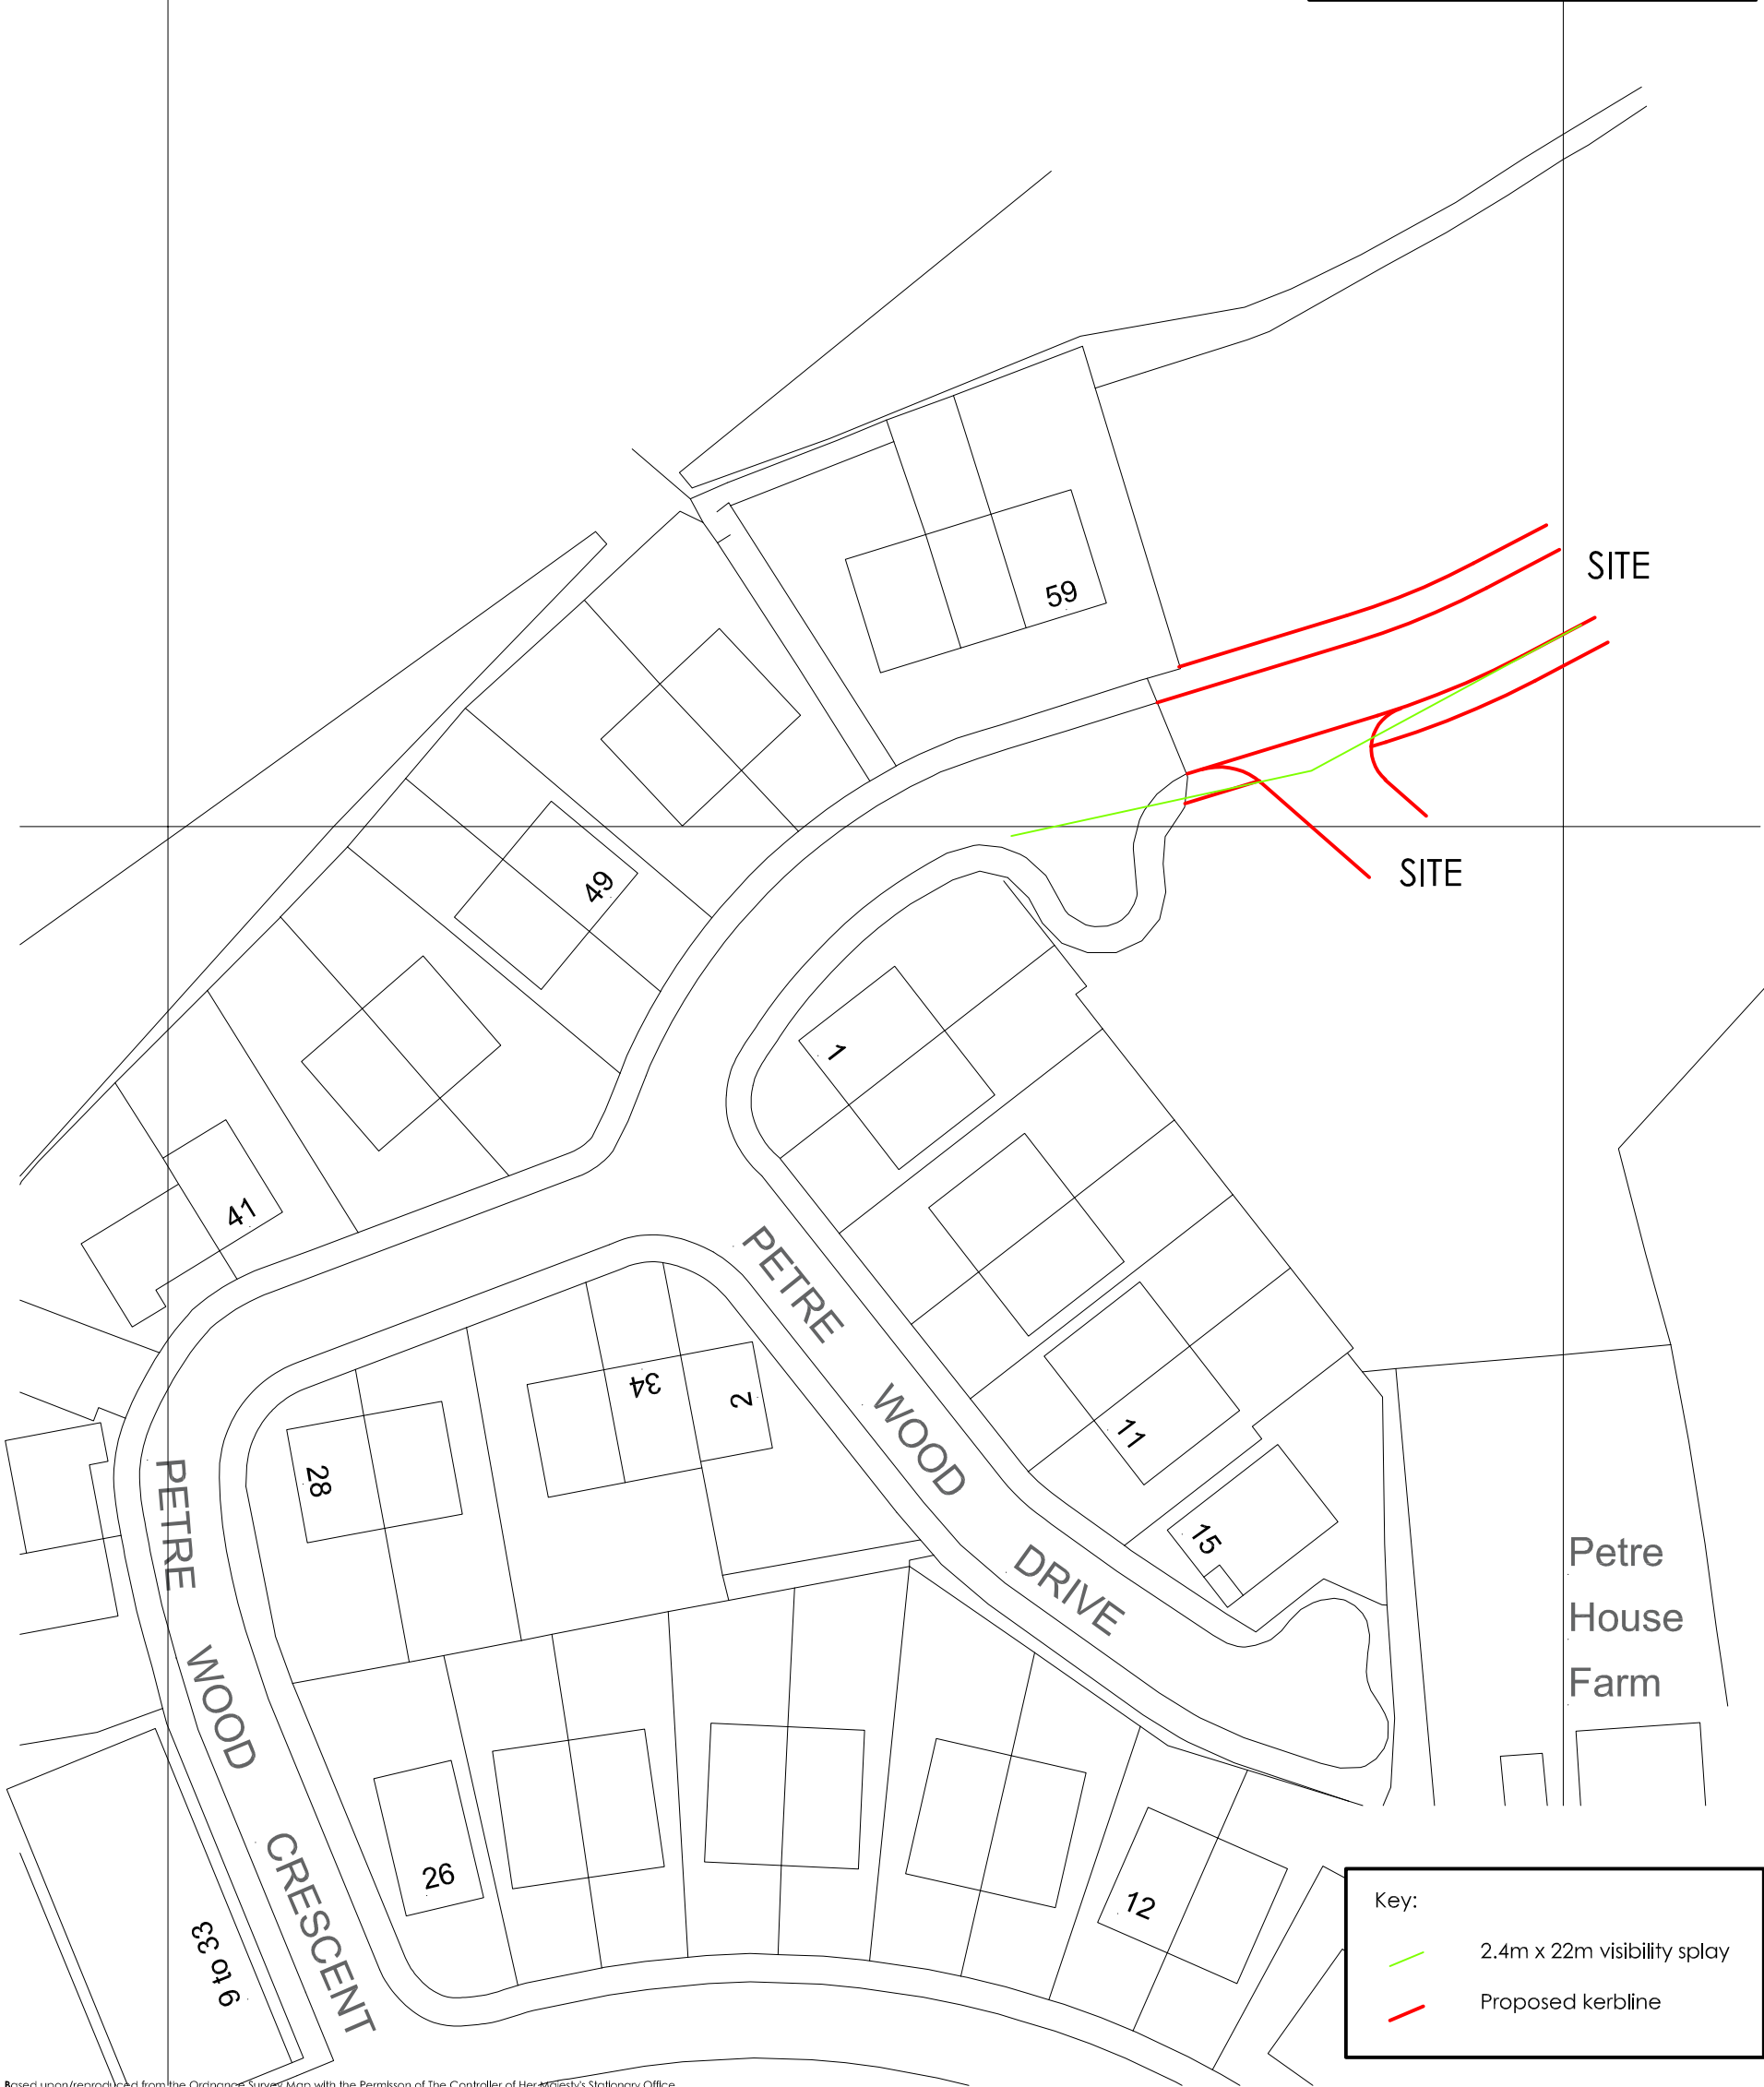 SITE
59
SITE
49
1
41
PETRE
WOOD
DRIVE
34
2
11
28
15
PETRE
WOOD
CRESCENT
Petre
House
Farm
26
12
9 to 33
Key:
2.4m x 22m visibility splay
Proposed kerbline
Based upon/reproduced from the Ordnance Survey Map with the Permisson of The Controller of Her Majesty's Stationary Office